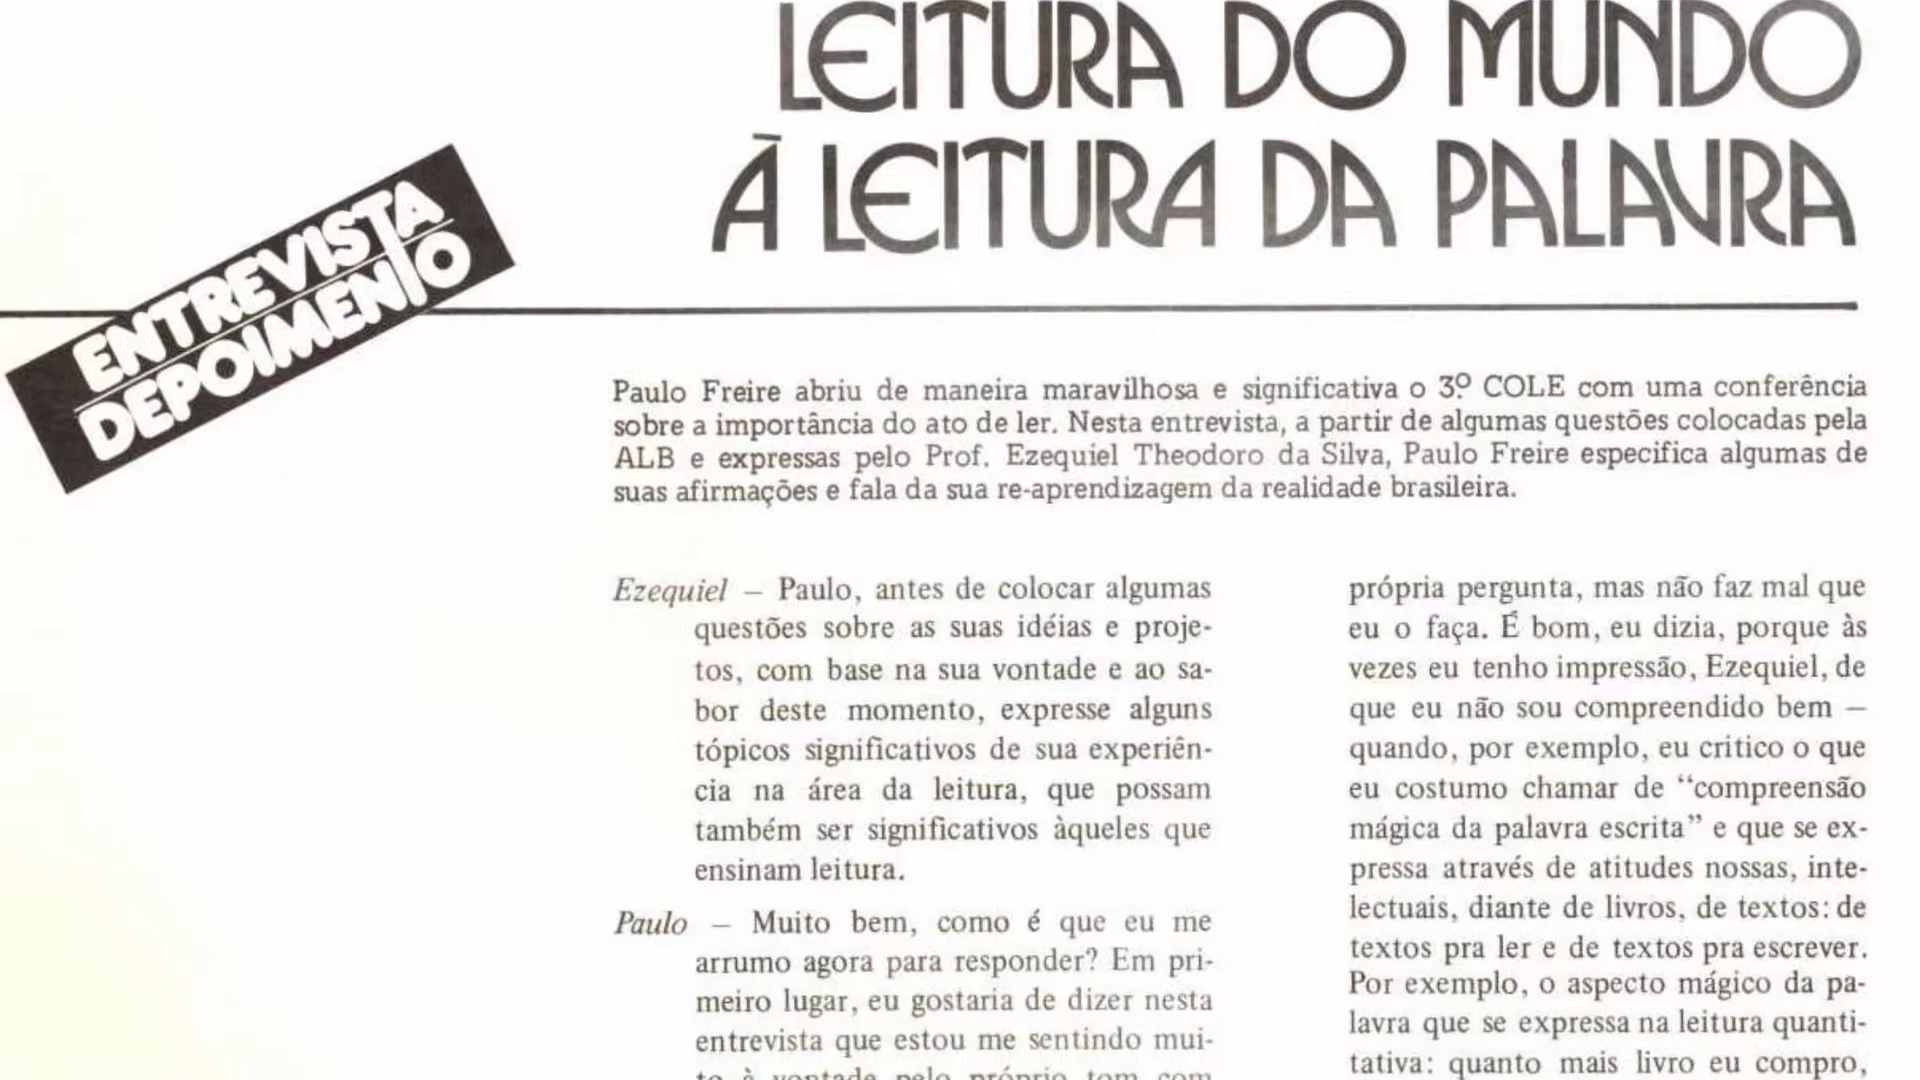 LEITURA DO MUNDO
À LEITURA DA PALAVRA
ENTREVISTA
DEPOIMENTO
Paulo Freire abriu de maneira maravilhosa e significativa o 3º COLE com uma conferência
sobre a importância do ato de ler. Nesta entrevista, a partir de algumas questões colocadas pela
ALB e expressas pelo Prof. Ezequiel Theodoro da Silva, Paulo Freire especifica algumas de
suas afirmações e fala da sua re-aprendizagem da realidade brasileira.
Ezequiel — Paulo, antes de colocar algumas
questões sobre as suas idéias e proje-
tos, com base na sua vontade e ao sa-
bor deste momento, expresse alguns
tópicos significativos de sua experiên-
cia na área da leitura, que possam
também ser significativos àqueles que
ensinam leitura.
Paulo — Muito bem, como é que eu me
arrumo agora para responder? Em pri-
meiro lugar, eu gostaria de dizer nesta
entrevista que estou me sentindo mui-
to à vontade pelo próprio tom com
própria pergunta, mas não faz mal que
eu o faça. É bom, eu dizia, porque às
vezes eu tenho impressão, Ezequiel, de
que eu não sou compreendido bem —
quando, por exemplo, eu critico o que
eu costumo chamar de “compreensão
mágica da palavra escrita” e que se ex-
pressa através de atitudes nossas, inte-
lectuais, diante de livros, de textos: de
textos pra ler e de textos pra escrever.
Por exemplo, o aspecto mágico da pa-
lavra que se expressa na leitura quanti-
tativa: quanto mais livro eu compro,